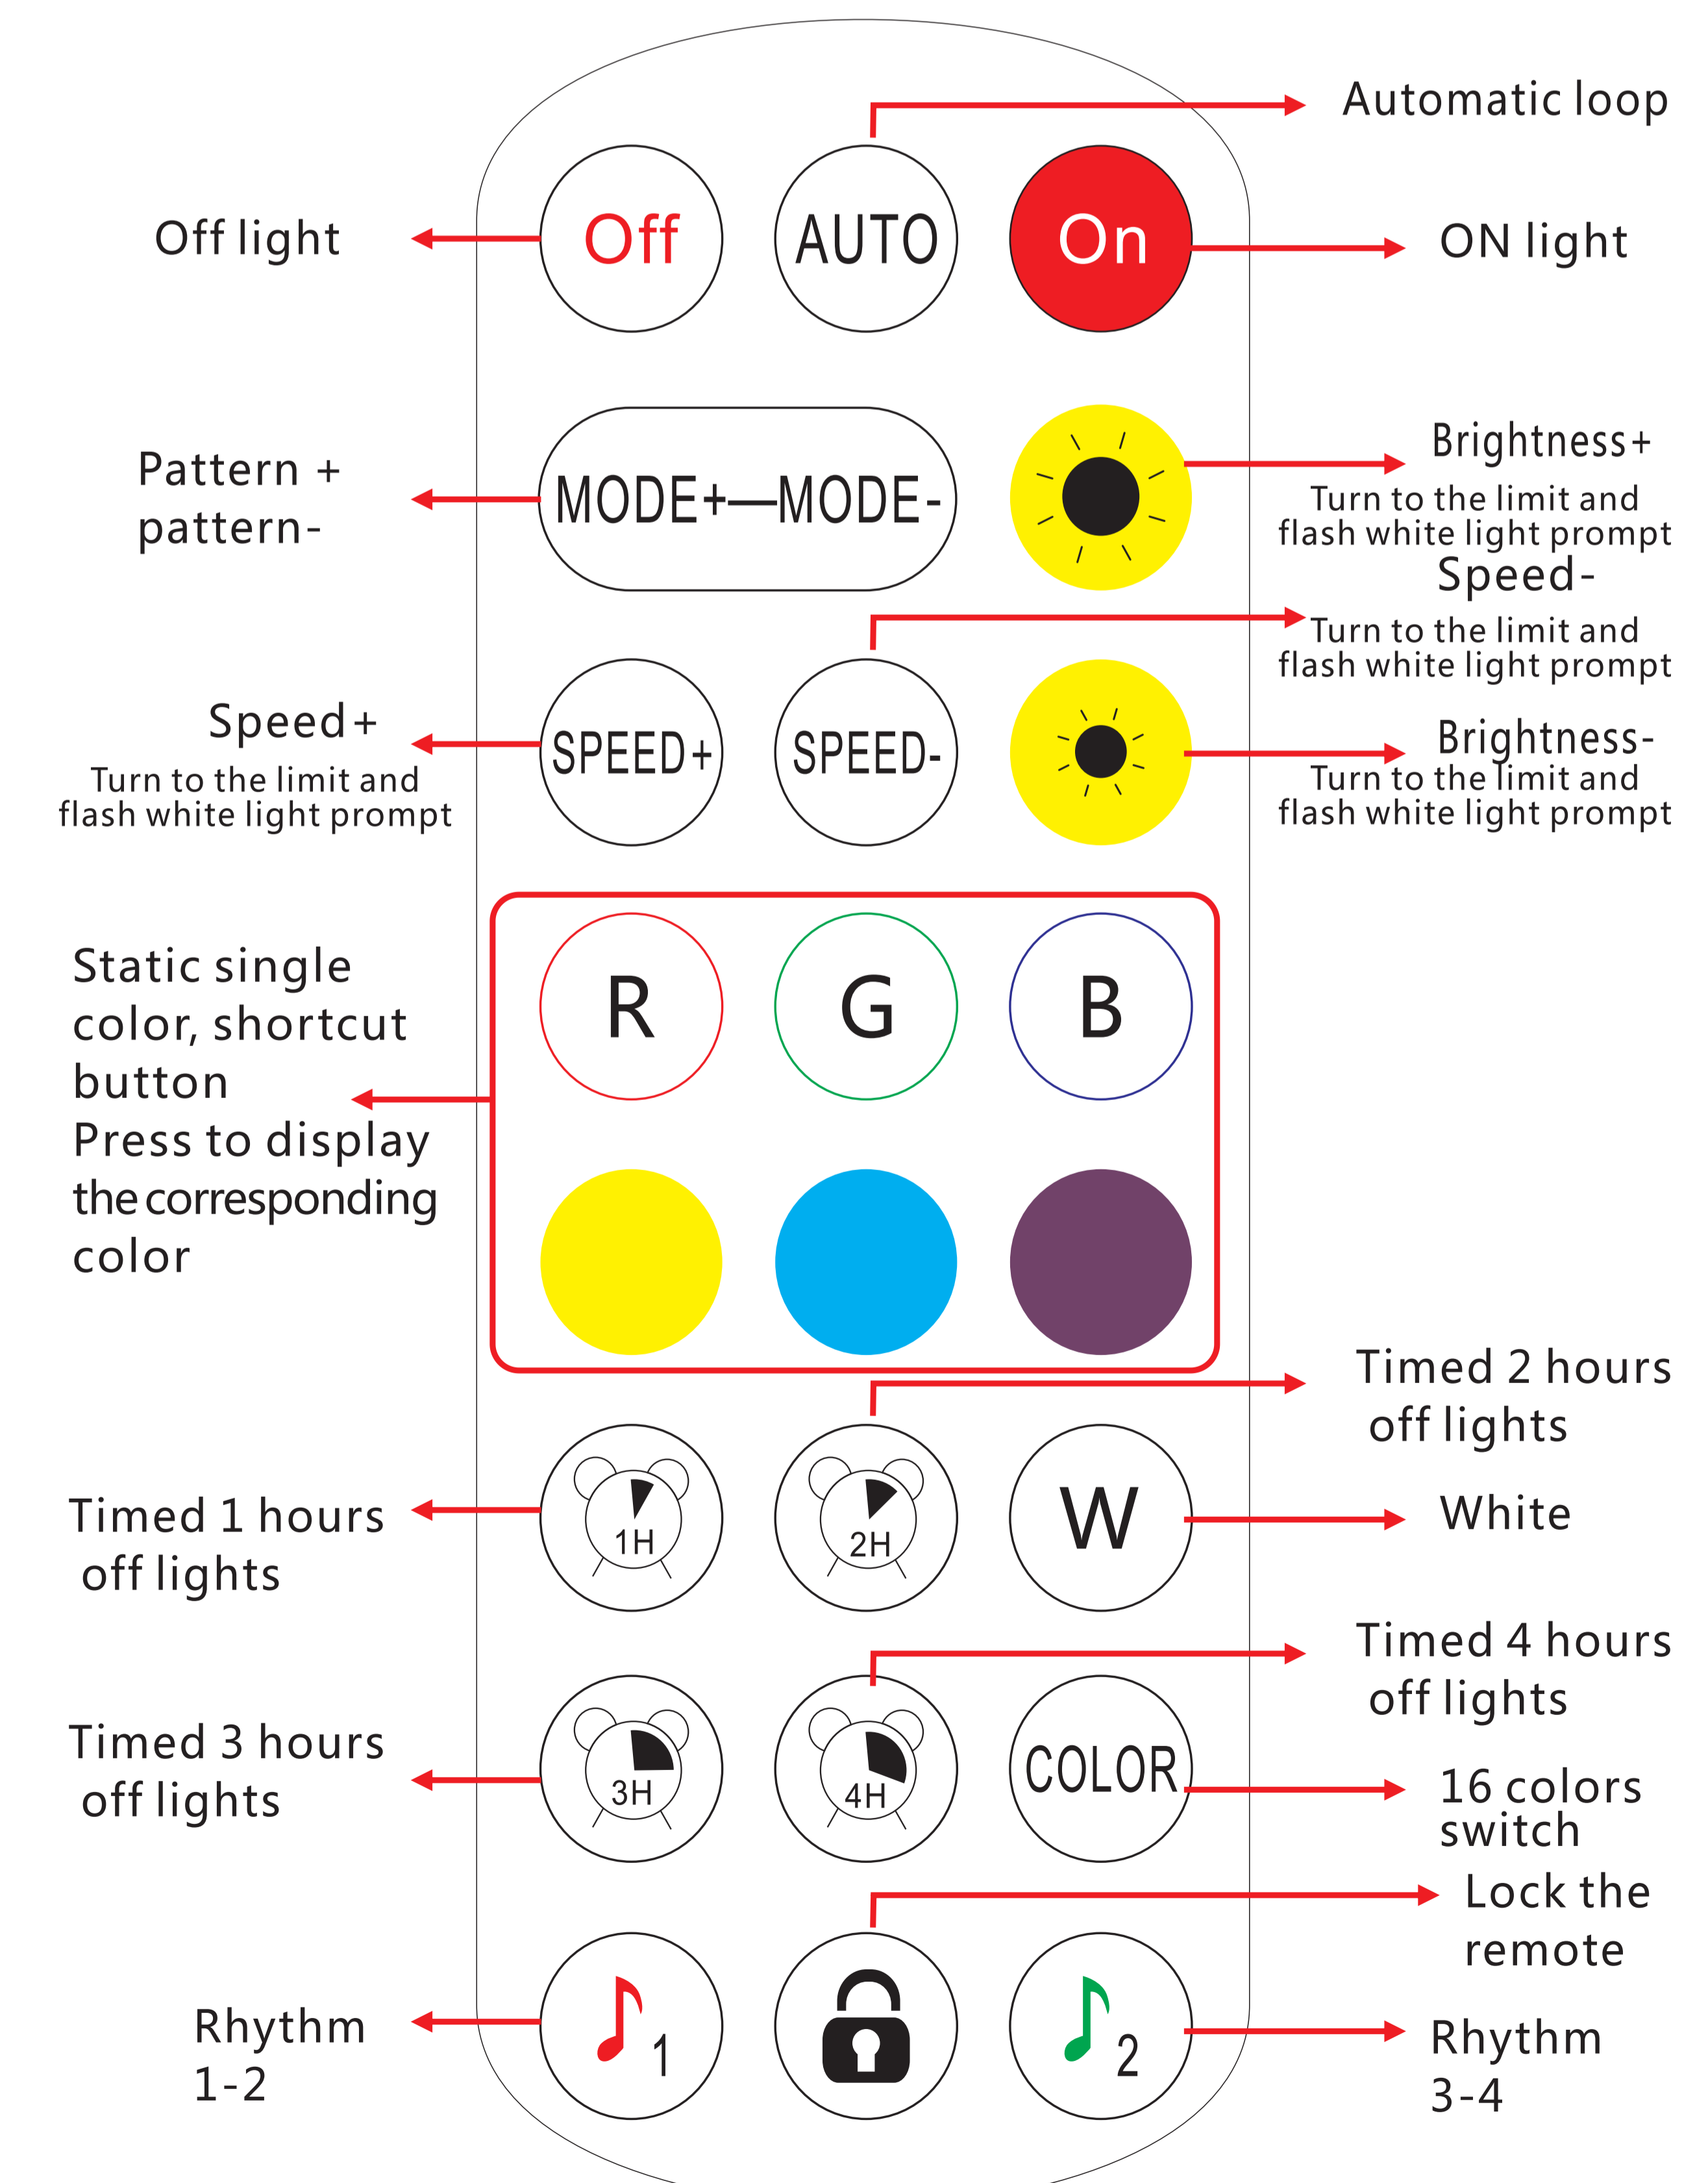 Automatic loop
Off light
Off
AUTO
On
ON light
Pattern +
pattern-
MODE+—MODE-
Brightness+
Turn to the limit and
flash white light prompt
Speed-
Turn to the limit and
flash white light prompt
Speed+
Turn to the limit and
flash white light prompt
SPEED+
SPEED-
Brightness-
Turn to the limit and
flash white light prompt
Static single
color, shortcut
button
Press to display
the corresponding
color
R
G
B
Timed 2 hours
off lights
Timed 1 hours
off lights
1H
2H
W
White
Timed 4 hours
off lights
Timed 3 hours
off lights
3H
4H
COLOR
16 colors
switch
Lock the
remote
Rhythm
1-2
1
2
Rhythm
3-4